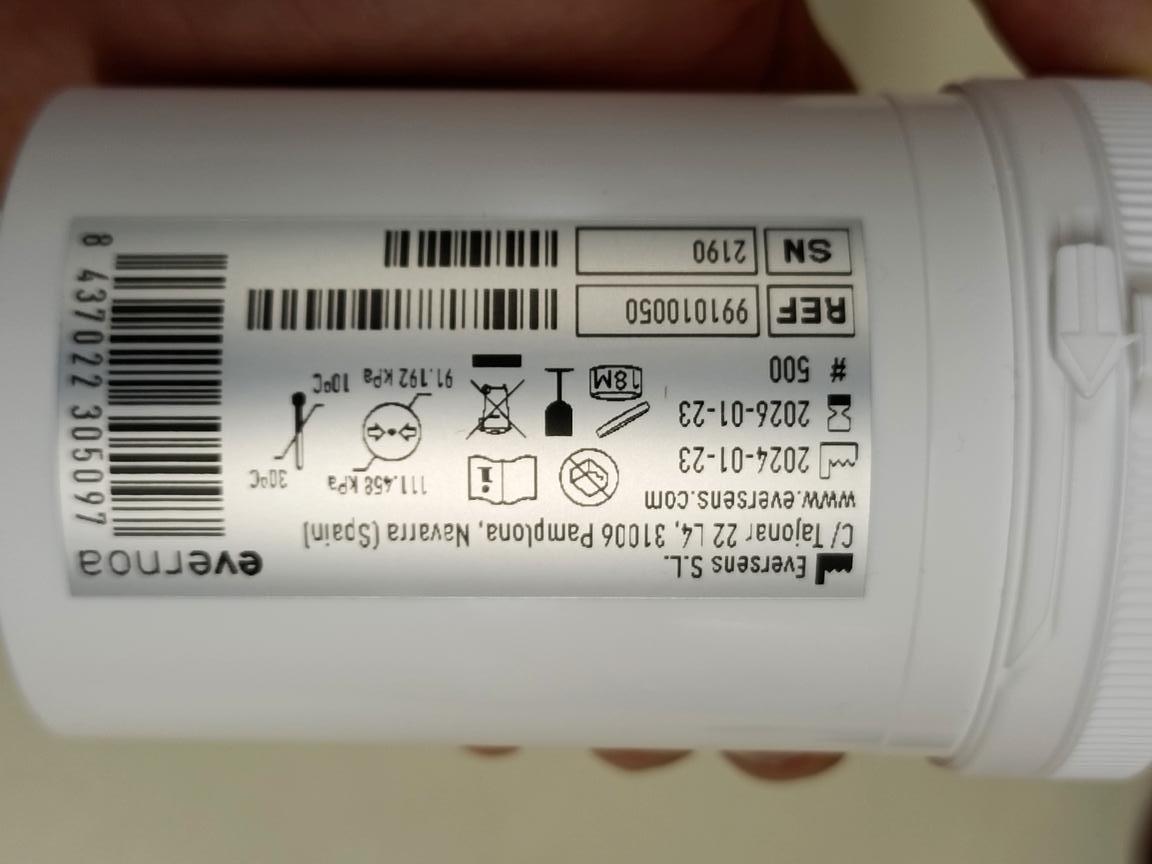 Eversens S.L.
C/ Tajonar 22 L4, 31006 Pamplona, Navarra (Spain)
www.eversens.com
2024-01-23
2026-01-23
# 500
18M
111.458 kPa
91.192 kPa
30ºC
10ºC
REF 991010050
SN 2190
evernoa
8 437022 305097